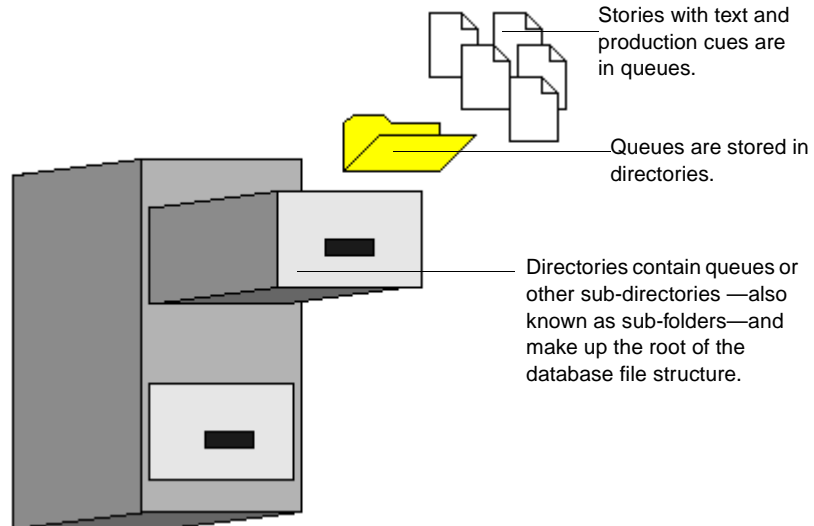 Stories with text and
production cues are
in queues.
Queues are stored in
directories.
Directories contain queues or
other sub-directories —also
known as sub-folders—and
make up the root of the
database file structure.